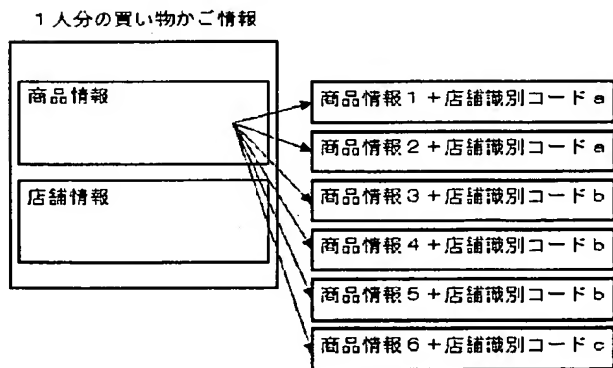 １人分の買い物かご情報
商品情報
店舗情報
商品情報１＋店舗識別コードａ
商品情報２＋店舗識別コードａ
商品情報３＋店舗識別コードｂ
商品情報４＋店舗識別コードｂ
商品情報５＋店舗識別コードｂ
商品情報６＋店舗識別コードｃ